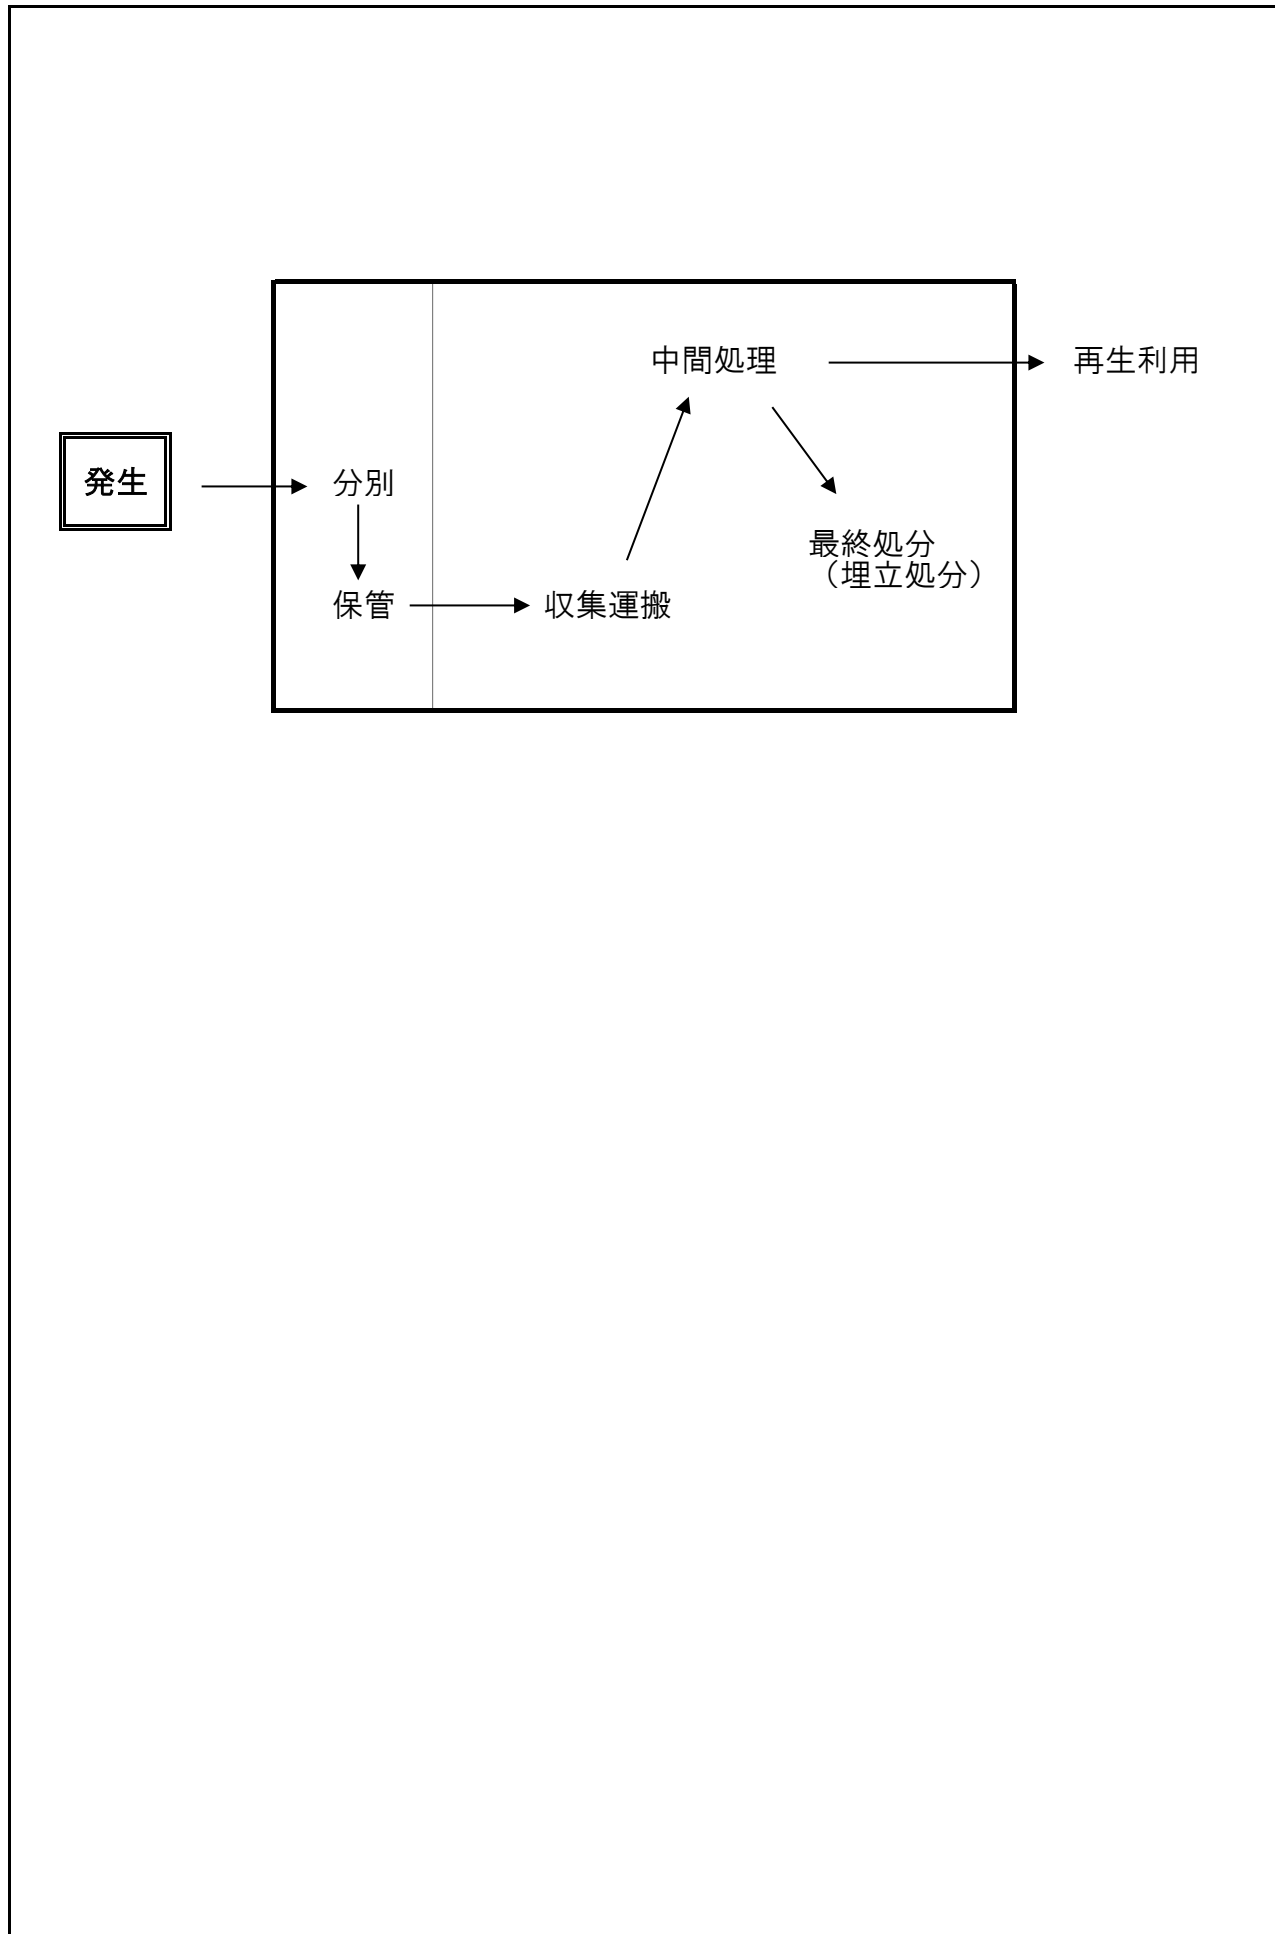 中間処理
再生利用
発生
分別
最終処分
（埋立処分）
保管
収集運搬